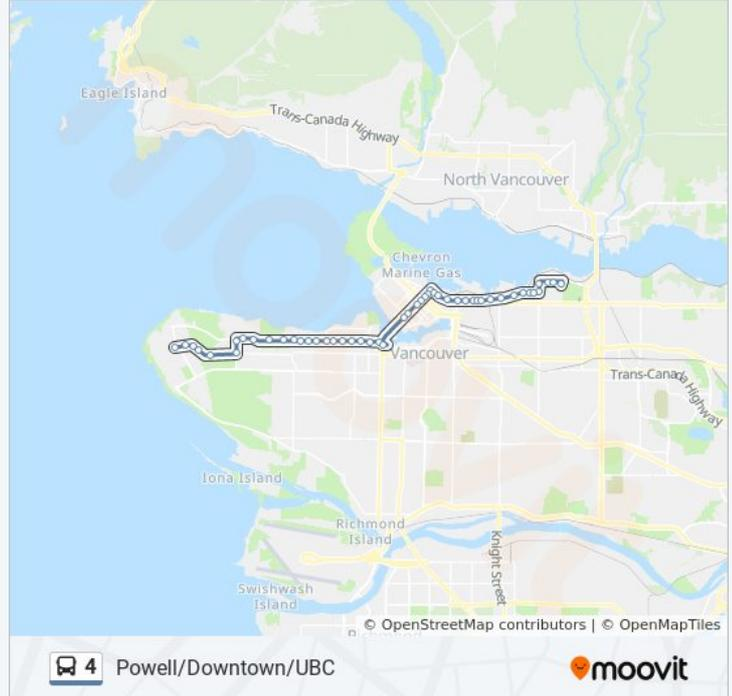 Eagle Island
Trans-Canada Highway
North Vancouver
Chevron
Marine Gas
Vancouver
Trans-Canada Highway
Iona Island
Richmond
Island
Knight Street
Swishwash
Island
© OpenStreetMap contributors | © OpenMapTiles
Richmond
4 Powell/Downtown/UBC
moovit